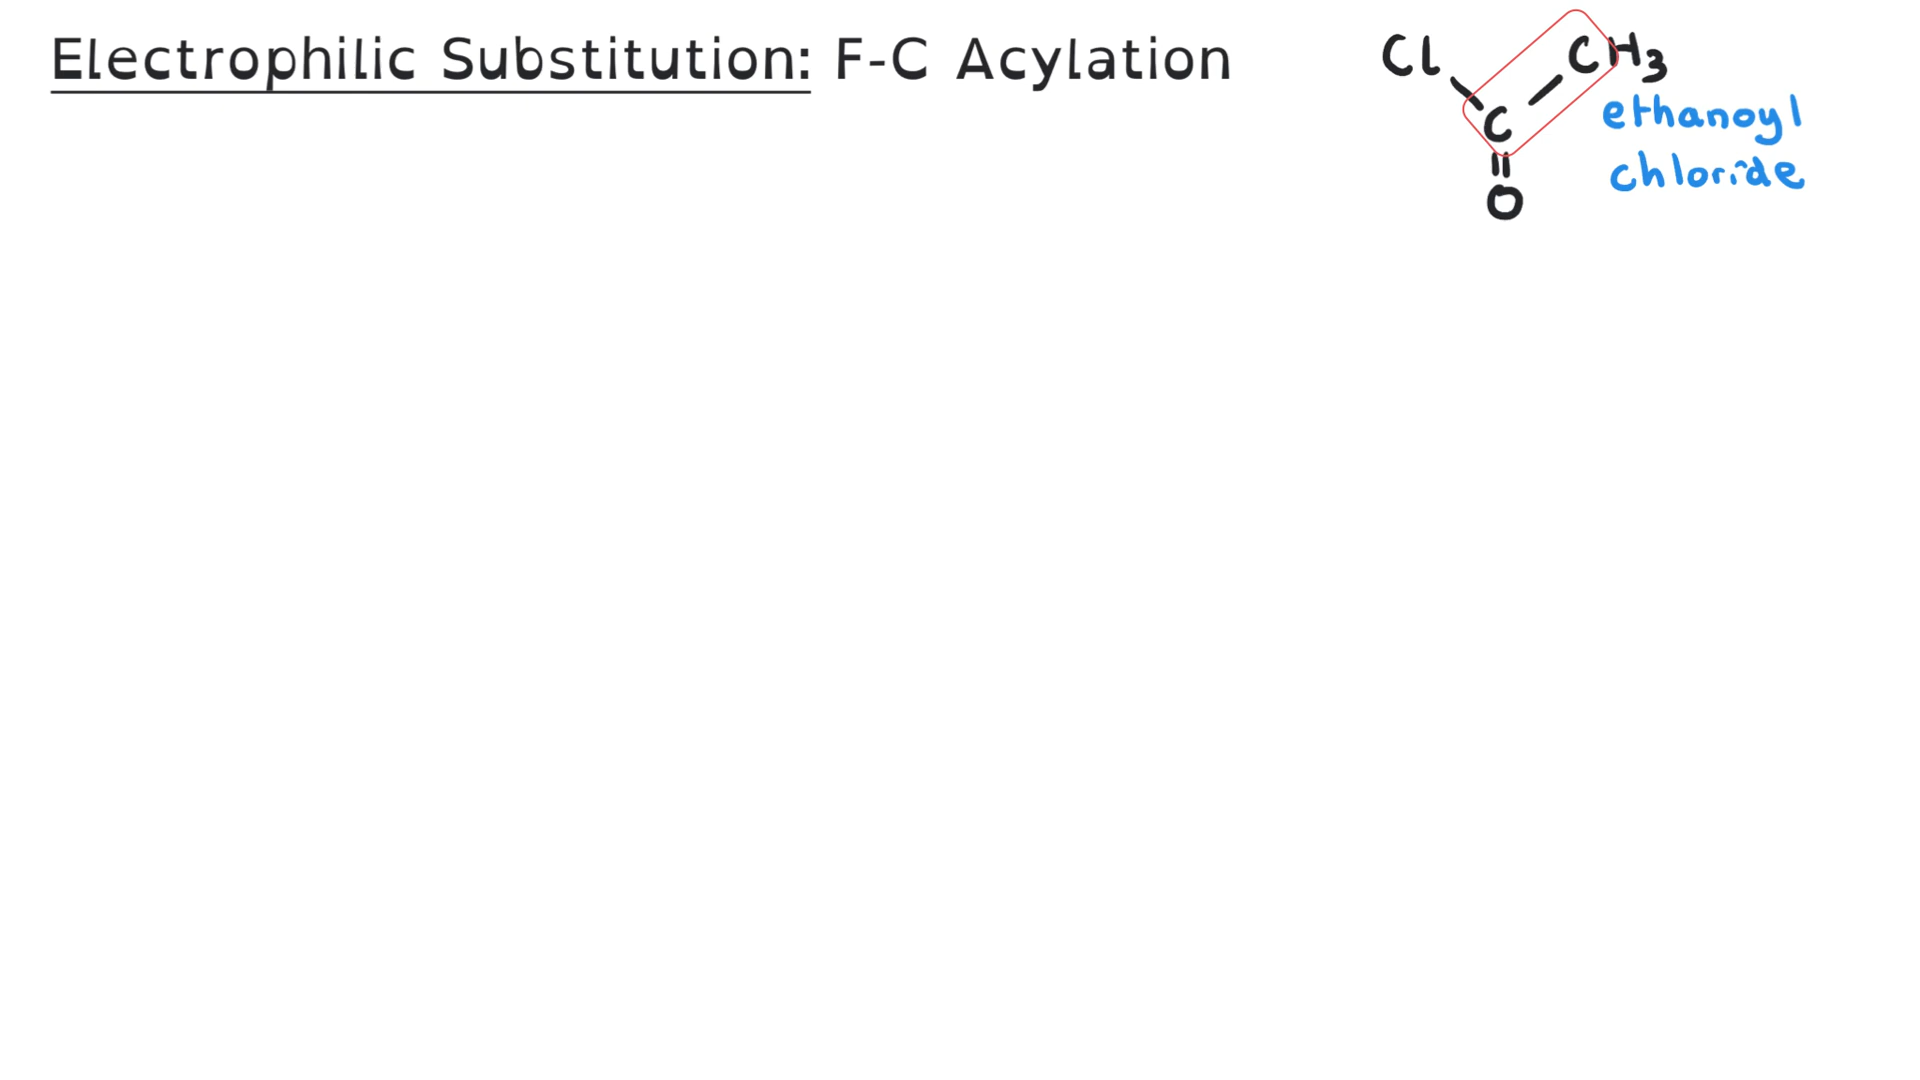 Electrophilic Substitution: F-C Acylation
Cl CH3
C
O
ethanoyl
chloride